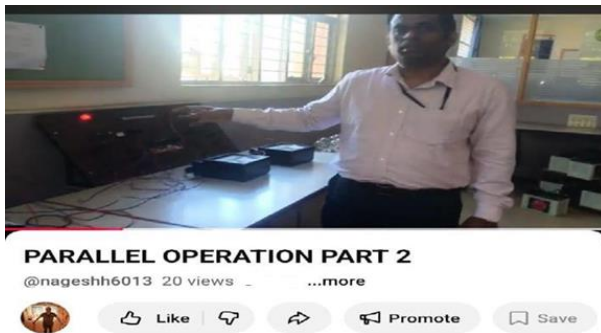 PARALLEL OPERATION PART 2
@nageshh6013 20 views ...more
Like Promote Save